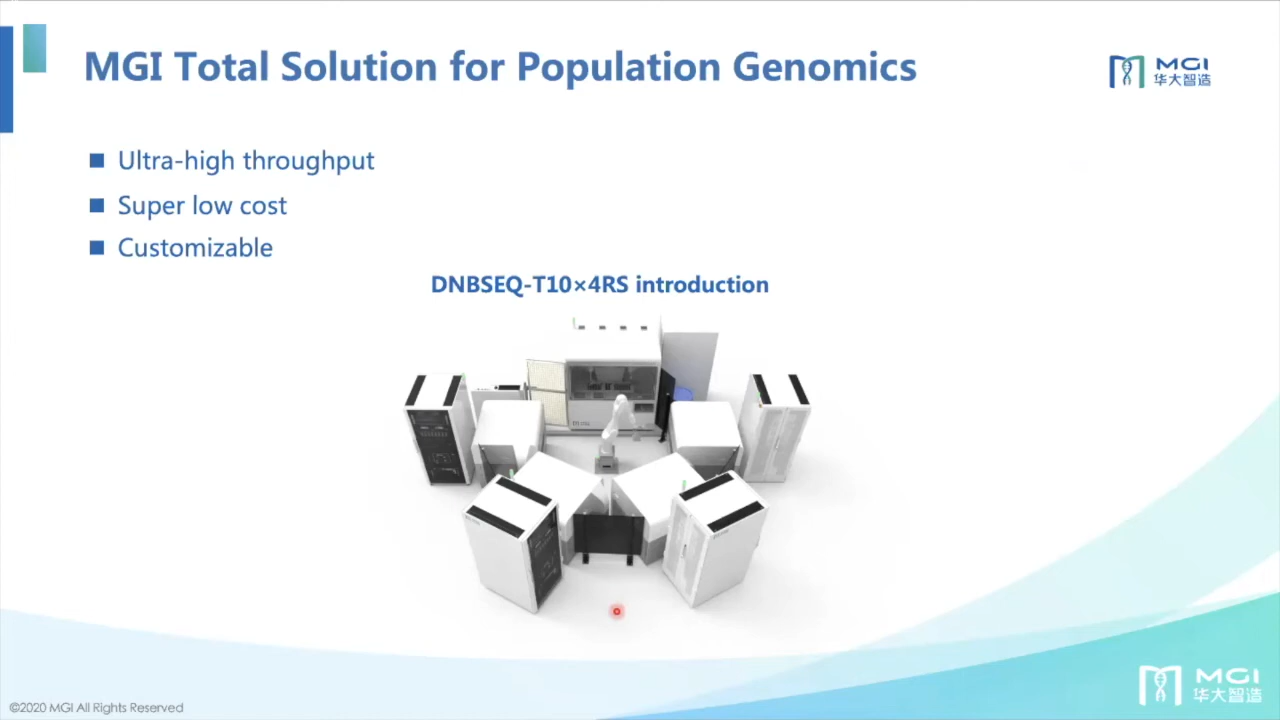 MGI Total Solution for Population Genomics
MGI
华大智造
Ultra-high throughput
Super low cost
Customizable
DNBSEQ-T10×4RS introduction
MGI
华大智造
©2020 MGI All Rights Reserved